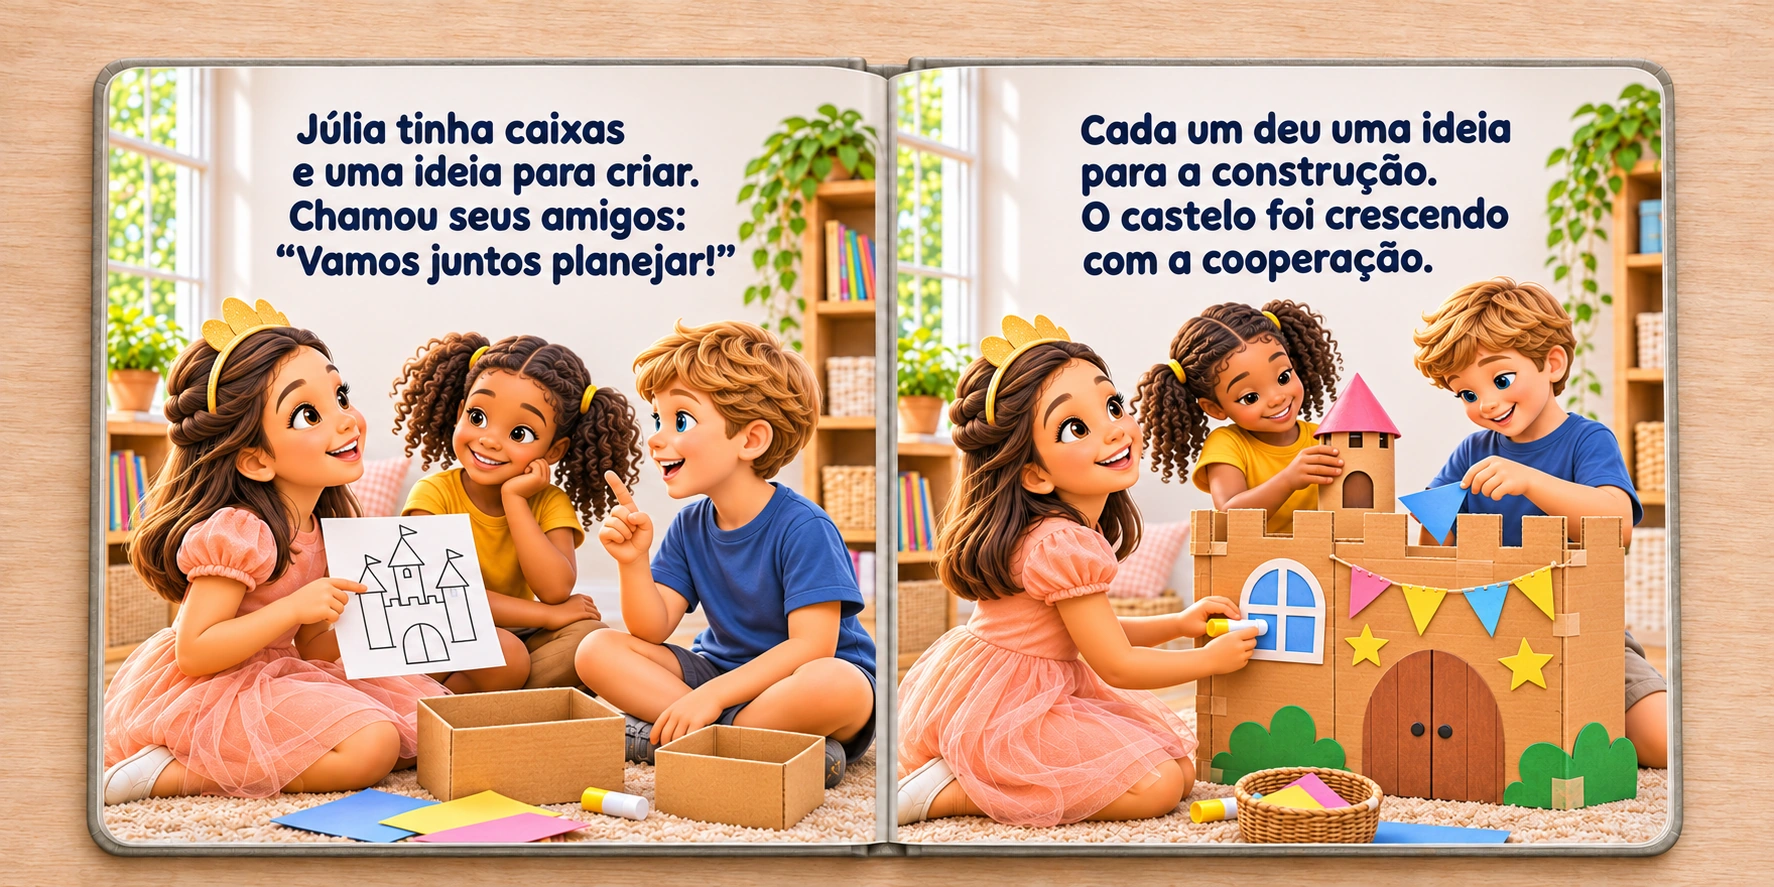 Júlia tinha caixas
e uma ideia para criar.
Chamou seus amigos:
“Vamos juntos planejar!”
Cada um deu uma ideia
para a construção.
O castelo foi crescendo
com a cooperação.